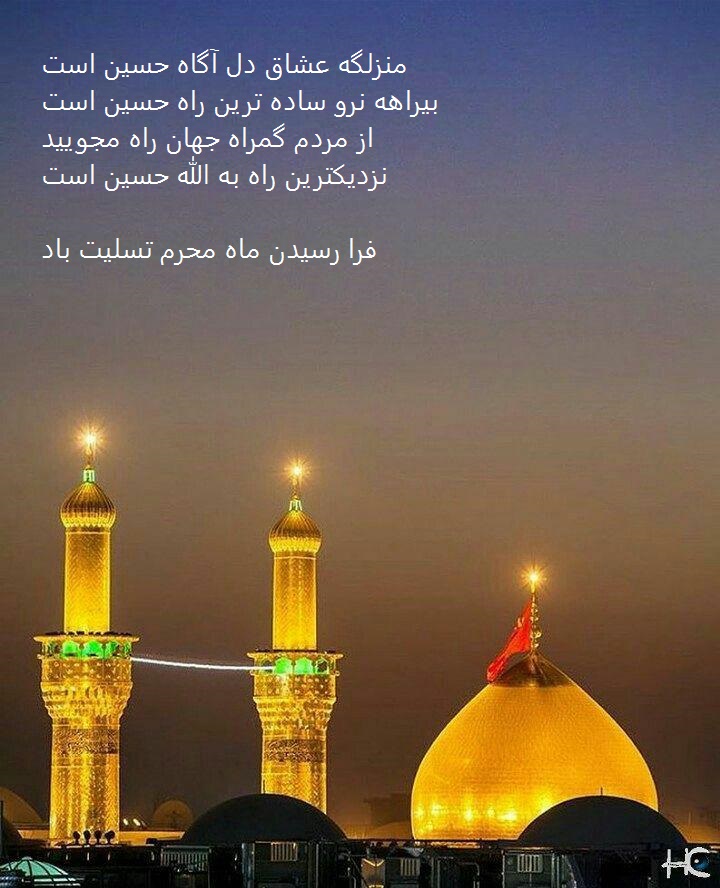 منزلگه عشاق دل آگاه حسین است
بیراهه نرو ساده ترین راه حسین است
از مردم گمراه جهان راه مجویید
نزدیکترین راه به الله حسین است
فرا رسیدن ماه محرم تسلیت باد
HC